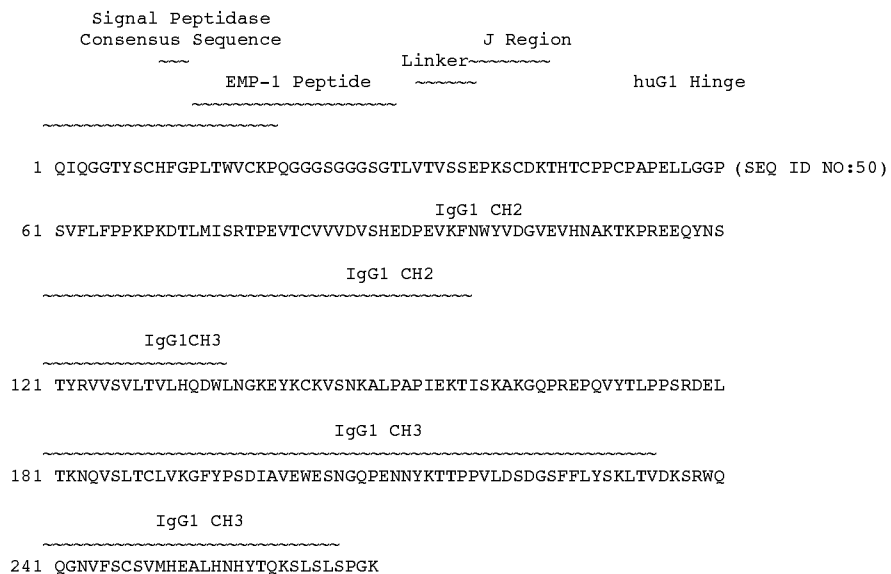 Signal Peptidase
Consensus Sequence J Region
~~~ Linker~~~~~~~~
EMP-1 Peptide ~~~~~~ huG1 Hinge
~~~~~~~~~~~~~~~~~~~~
~~~~~~~~~~~~~~~~~~~~~~~
1 QIQGGTYSCHFGPLTWVCKPQGGGSGGGSGTLVTVSSEPKSCDKTHTCPPCPAPELLGGP (SEQ ID NO:50)
IgG1 CH2
61 SVFLFPPKPKDTLMISRTPEVTCVVVDVSHEDPEVKFNWYVDGVEVHNAKTKPREEQYNS
IgG1 CH2
~~~~~~~~~~~~~~~~~~~~~~~~~~~~~~~~~~~~~~~~~~
IgG1CH3
~~~~~~~~~~~~~~~~~~
121 TYRVVSVLTVLHQDWLNGKEYKCKVSNKALPAPIEKTISKAKGQPREPQVYTLPPSRDEL
IgG1 CH3
~~~~~~~~~~~~~~~~~~~~~~~~~~~~~~~~~~~~~~~~~~~~~~~~~~~~~~~~~~~~
181 TKNQVSLTCLVKGFYPSDIAVEWESNGQPENNYKTTPPVLDSDGSFFLYSKLTVDKSRWQ
IgG1 CH3
~~~~~~~~~~~~~~~~~~~~~~~~~~~~~
241 QGNVFSCSVMHEALHNHYTQKSLSLSPGK